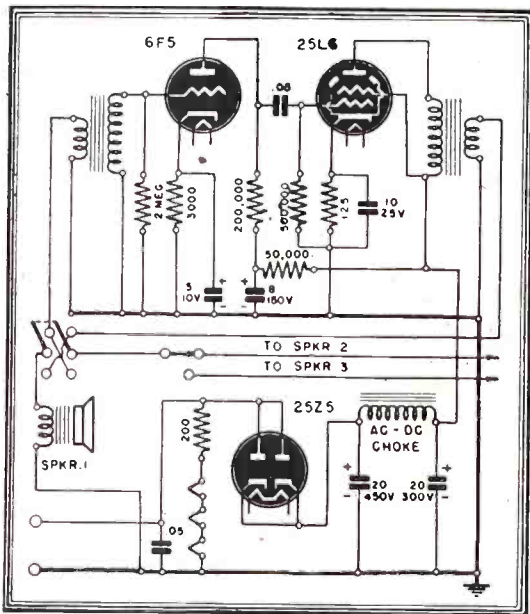 6F5
25L6
.06
2 MEG
3000
200,000
500,000
125
10
25V
50,000
5
10V
+
-
8
150V
+
-
TO SPKR 2
TO SPKR 3
25Z5
AC-DC
CHOKE
200
SPKR.1
.05
+
-
20
450V
+
-
20
300V